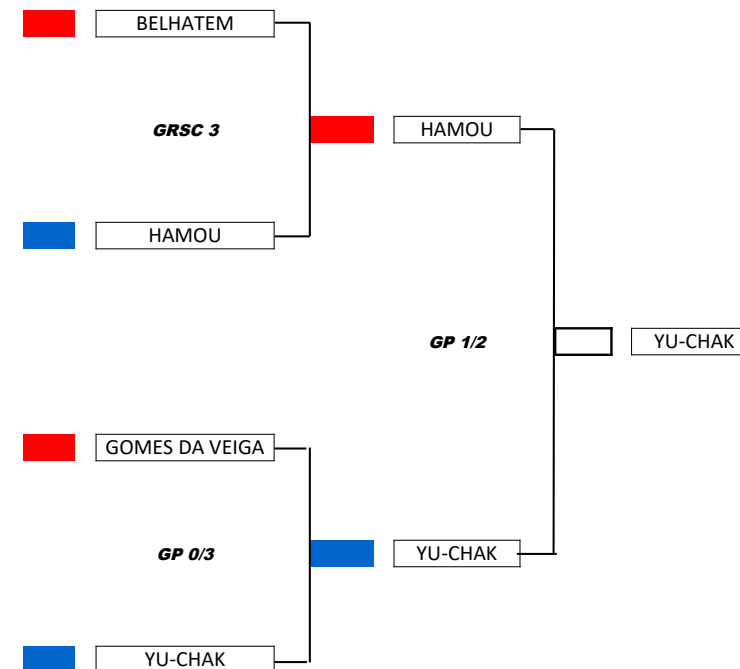 BELHATEM
GRSC 3
HAMOU
HAMOU
GP 1/2
YU-CHAK
GOMES DA VEIGA
GP 0/3
YU-CHAK
YU-CHAK